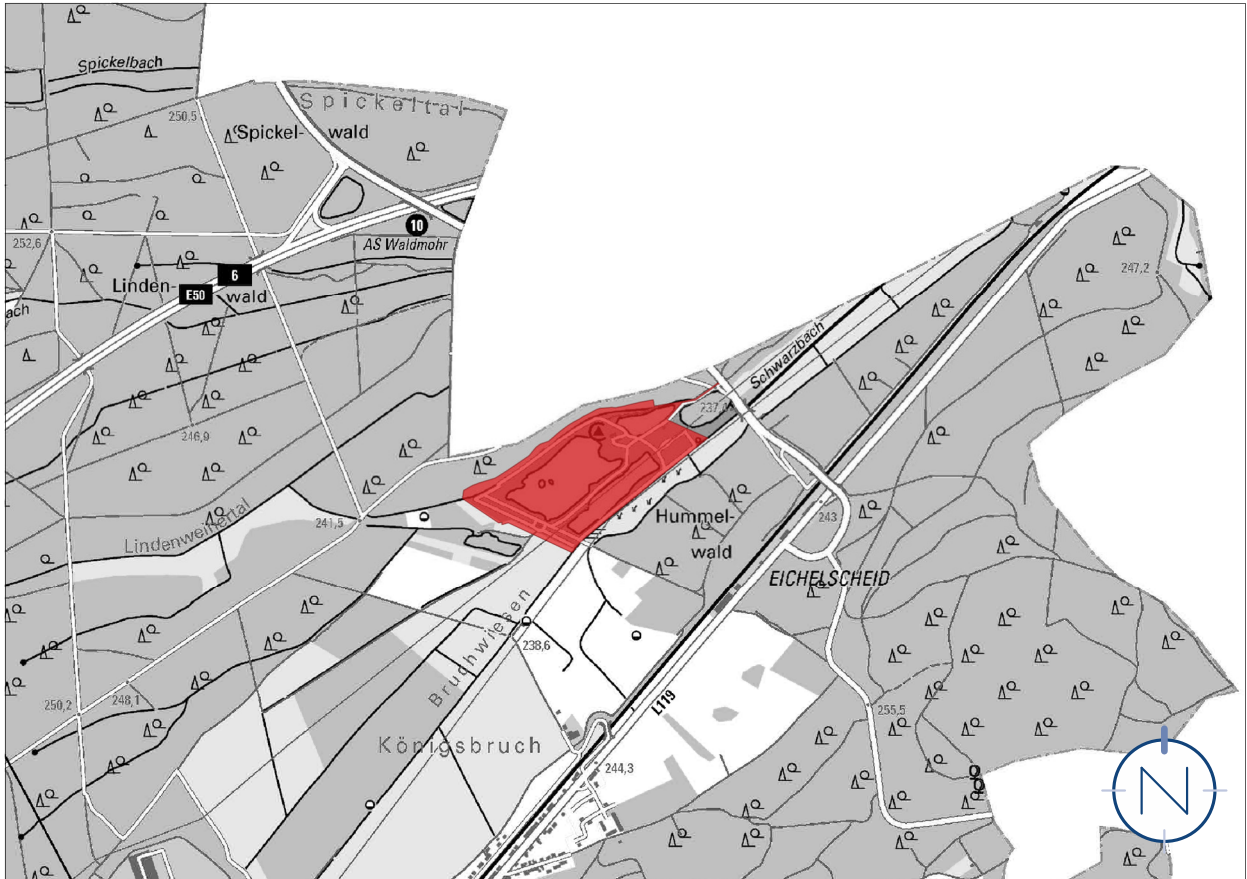 Spickelbach
Spickeltal
250,5
Spickel- wald
10
AS Waldmohr
252,6
6
Linden- wald
E50
ach
247,2
Schwarzbach
237,4
246,9
Hummel-
wald
241,5
243
Lindenweihertal
EICHELSCHEID
Bruchwiesen
238,6
L119
250,2
248,1
255,5
Königsbruch
244,3
N